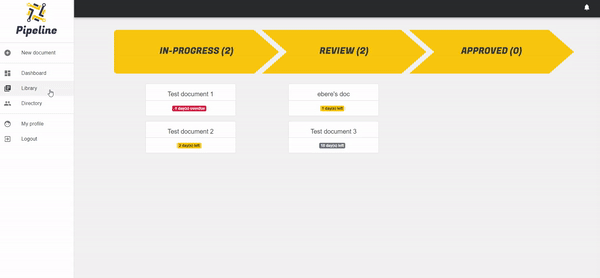 Pipeline
New document
Dashboard
Library
Directory
My profile
Logout
IN-PROGRESS (2)
REVIEW (2)
APPROVED (0)
Test document 1
day(s) overdue
Test document 2
3 day(s) left
ebere's doc
7 day(s) left
Test document 3
10 day(s) left